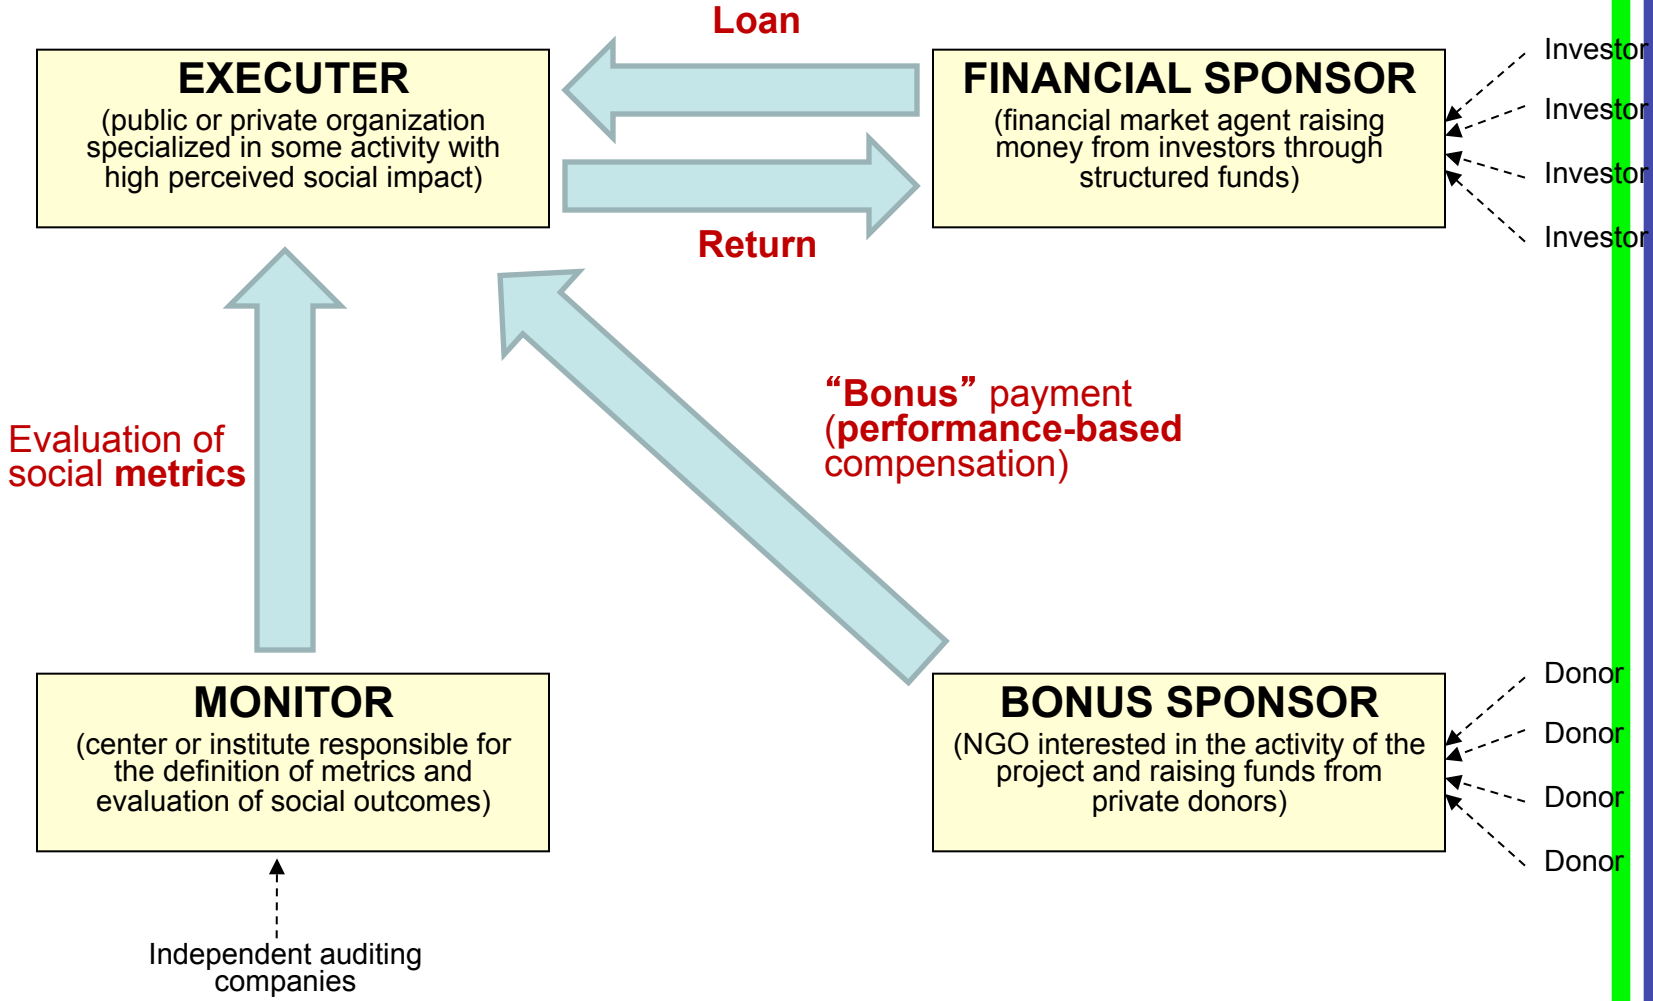 Loan
EXECUTER
(public or private organization
specialized in some activity with
high perceived social impact)
FINANCIAL SPONSOR
(financial market agent raising
money from investors through
structured funds)
Investor
Investor
Investor
Investor
Return
Evaluation of
social metrics
“Bonus” payment
(performance-based
compensation)
MONITOR
(center or institute responsible for
the definition of metrics and
evaluation of social outcomes)
BONUS SPONSOR
(NGO interested in the activity of the
project and raising funds from
private donors)
Donor
Donor
Donor
Donor
Independent auditing
companies